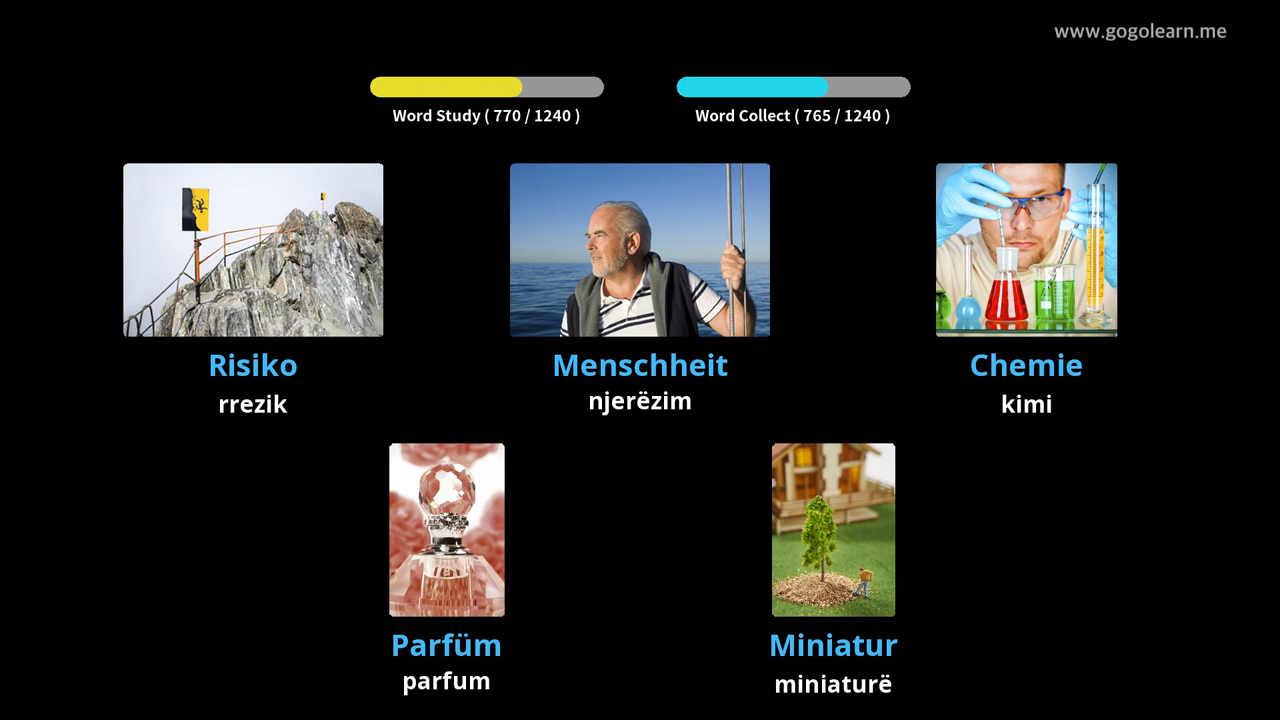 www.gogolearn.me
Word Study ( 770 / 1240 )
Word Collect ( 765 / 1240 )
Risiko
rrezik
Menschheit
njerëzim
Chemie
kimi
Parfüm
parfum
Miniatur
miniaturë